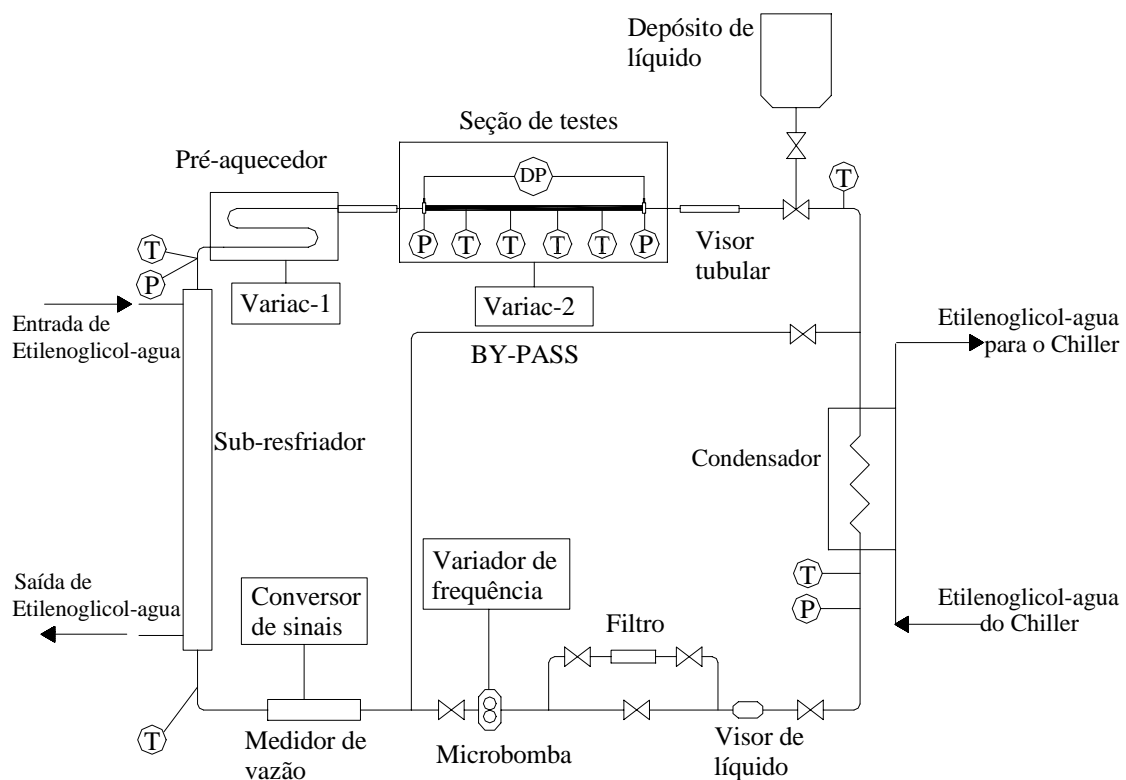 Depósito de
líquido
Seção de testes
Pré-aquecedor
DP
T
P
T
T
T
T
P
T
P
Visor
tubular
Variac-1
Variac-2
Entrada de
Etilenoglicol-agua
BY-PASS
Etilenoglicol-agua
para o Chiller
Sub-resfriador
Condensador
Variador de
frequência
T
P
Saída de
Etilenoglicol-agua
Conversor
de sinais
Etilenoglicol-agua
do Chiller
Filtro
T
Medidor de
vazão
Microbomba
Visor de
líquido